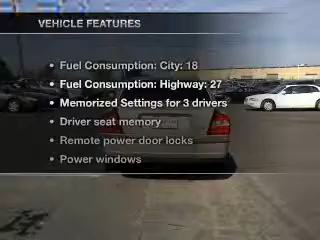 VEHICLE FEATURES
Fuel Consumption: City: 18
Fuel Consumption: Highway: 27
Memorized Settings for 3 drivers
Driver seat memory
Remote power door locks
Power windows